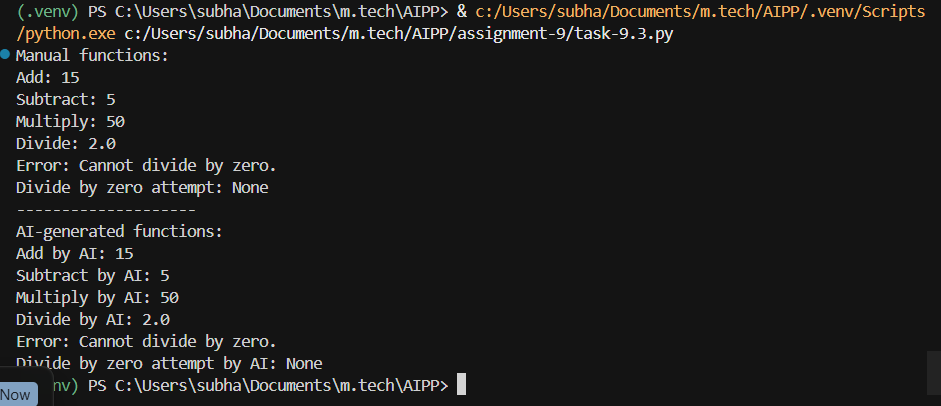 (.venv) PS C:\Users\subha\Documents\m.tech\AIPP> & c:/Users/subha/Documents/m.tech/AIPP/.venv/Scripts
/python.exe c:/Users/subha/Documents/m.tech/AIPP/assignment-9/task-9.3.py
Manual functions:
Add: 15
Subtract: 5
Multiply: 50
Divide: 2.0
Error: Cannot divide by zero.
Divide by zero attempt: None
--------------------
AI-generated functions:
Add by AI: 15
Subtract by AI: 5
Multiply by AI: 50
Divide by AI: 2.0
Error: Cannot divide by zero.
Divide by zero attempt by AI: None
Now nv) PS C:\Users\subha\Documents\m.tech\AIPP>